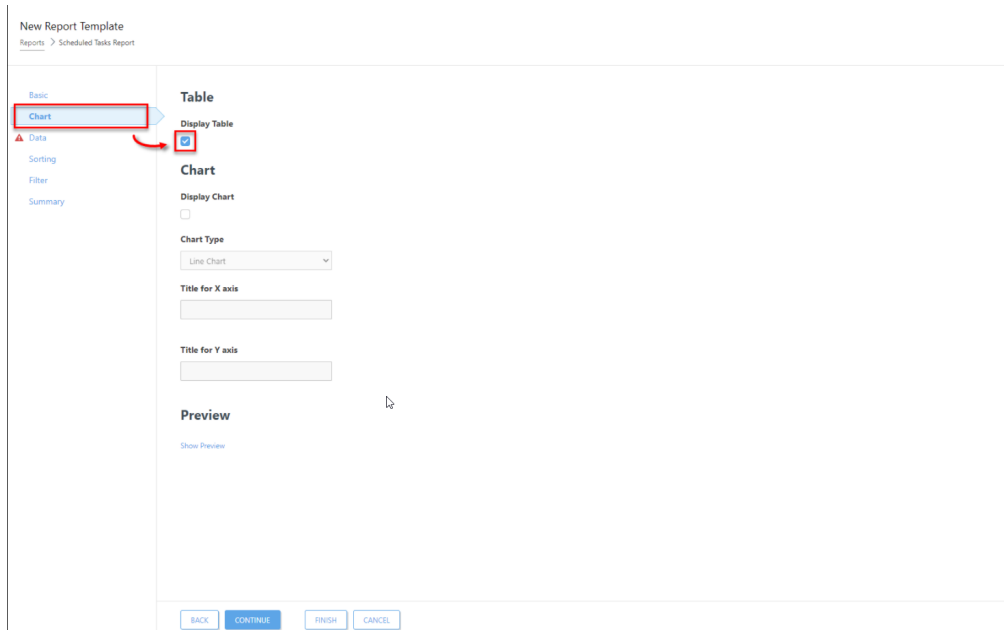 New Report Template
Reports > Scheduled Tasks Report
Basic
Chart
Data
Sorting
Filter
Summary
Table
Display Table
Chart
Display Chart
Chart Type
Line Chart
Title for X axis
Title for Y axis
Preview
Show Preview
BACK CONTINUE FINISH CANCEL